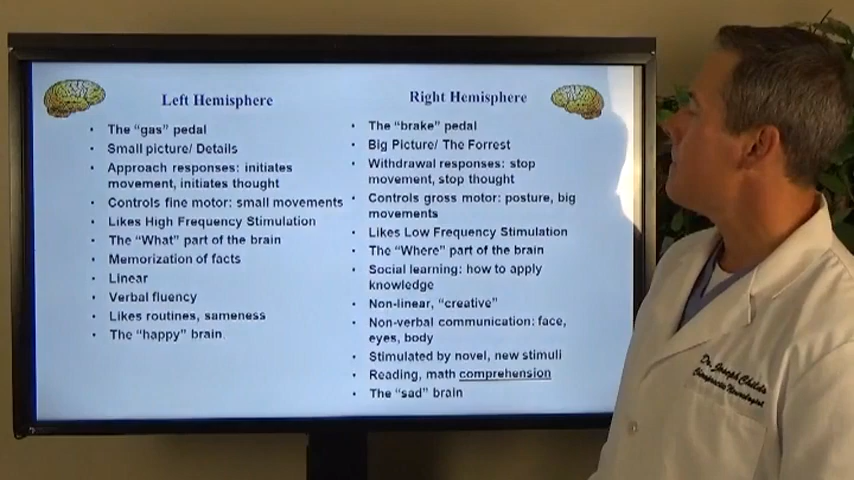 Left Hemisphere
• The "gas" pedal
• Small picture/ Details
• Approach responses: initiates
movement, initiates thought
• Controls fine motor: small movements
• Likes High Frequency Stimulation
• The "What" part of the brain
• Memorization of facts
• Linear
• Verbal fluency
• Likes routines, sameness
• The "happy" brain
Right Hemisphere
• The "brake" pedal
• Big Picture/ The Forrest
• Withdrawal responses: stop
movement, stop thought
• Controls gross motor: posture, big
movements
• Likes Low Frequency Stimulation
• The "Where" part of the brain
• Social learning: how to apply
knowledge
• Non-linear, "creative"
• Non-verbal communication: face,
eyes, body
• Stimulated by novel, new stimuli
• Reading, math comprehension
• The "sad" brain
Dr. Joseph Childs
Chiropractic Neurologist